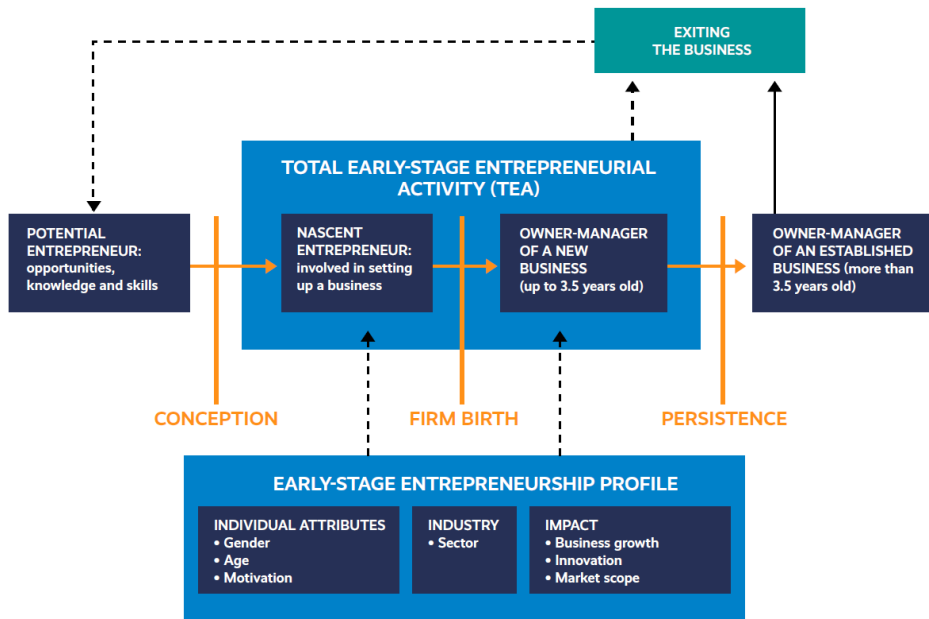 EXITING
THE BUSINESS
TOTAL EARLY-STAGE ENTREPRENEURIAL
ACTIVITY (TEA)
POTENTIAL
ENTREPRENEUR:
opportunities,
knowledge and skills
NASCENT
ENTREPRENEUR:
involved in setting
up a business
OWNER-MANAGER
OF A NEW
BUSINESS
(up to 3.5 years old)
OWNER-MANAGER
OF AN ESTABLISHED
BUSINESS (more than
3.5 years old)
CONCEPTION
FIRM BIRTH
PERSISTENCE
EARLY-STAGE ENTREPRENEURSHIP PROFILE
INDIVIDUAL ATTRIBUTES
• Gender
• Age
• Motivation
INDUSTRY
• Sector
IMPACT
• Business growth
• Innovation
• Market scope